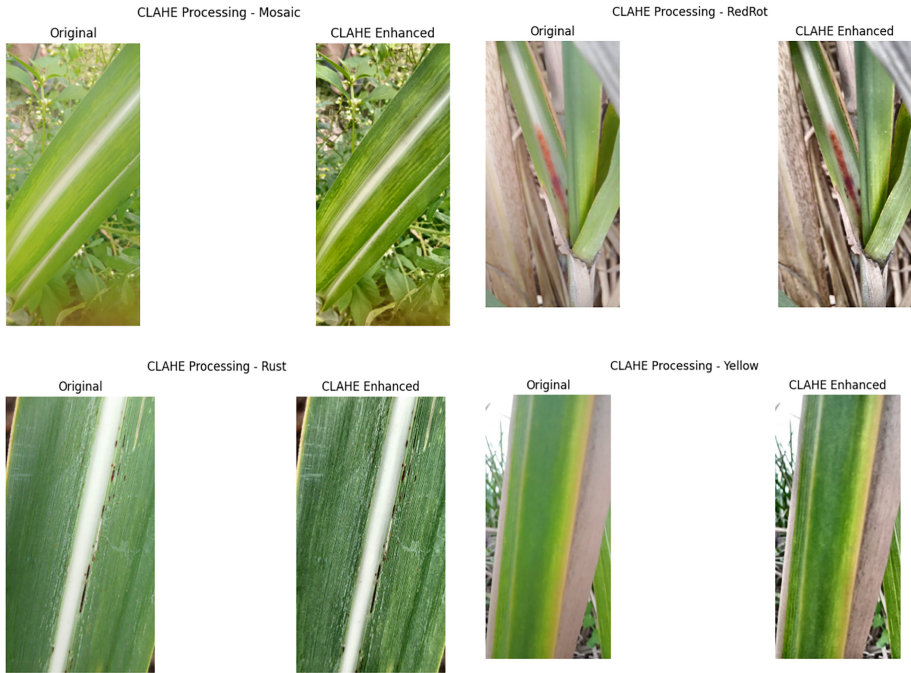 CLAHE Processing - Mosaic
Original
CLAHE Enhanced
CLAHE Processing - RedRot
Original
CLAHE Enhanced
CLAHE Processing - Rust
Original
CLAHE Enhanced
CLAHE Processing - Yellow
Original
CLAHE Enhanced